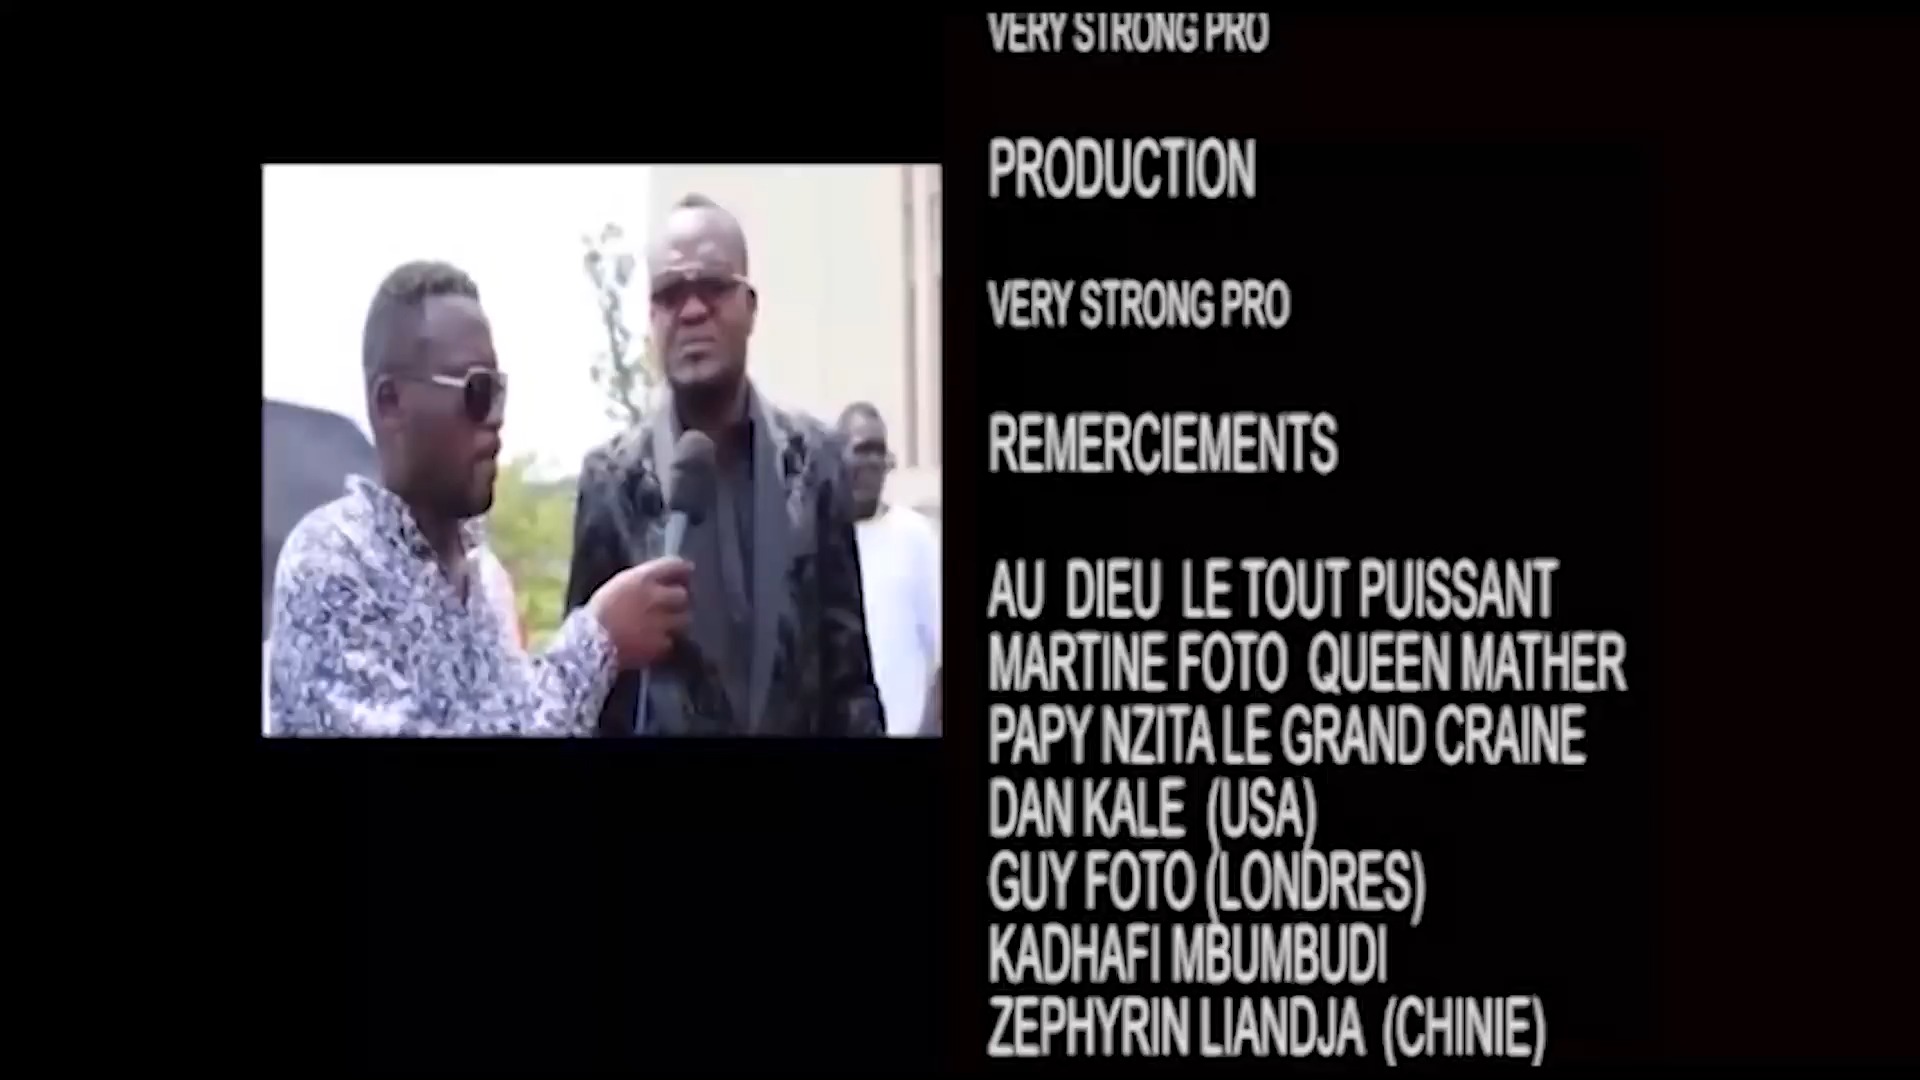 VERY STRONG PRO
PRODUCTION
VERY STRONG PRO
REMERCIEMENTS
AU DIEU LE TOUT PUISSANT
MARTINE FOTO QUEEN MATHER
PAPY NZITA LE GRAND CRAINE
DAN KALE (USA)
GUY FOTO (LONDRES)
KADHAFI MBUMBUDI
ZEPHYRIN LIANDJA (CHINIE)